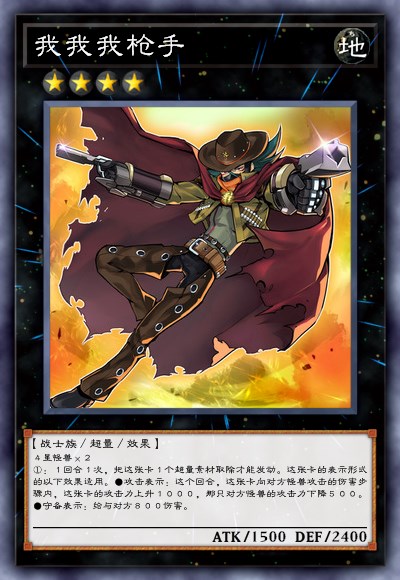 我我我枪手
地
【战士族／超量／效果】
４星怪兽×２
①：１回合１次，把这张卡１个超量素材取除才能发动。这张卡的表示形式
的以下效果适用。●攻击表示：这个回合，这张卡向对方怪兽攻击的伤害步
骤内，这张卡的攻击力上升１０００，那只对方怪兽的攻击力下降５００。
●守备表示：给与对方８００伤害。
ATK/1500 DEF/2400